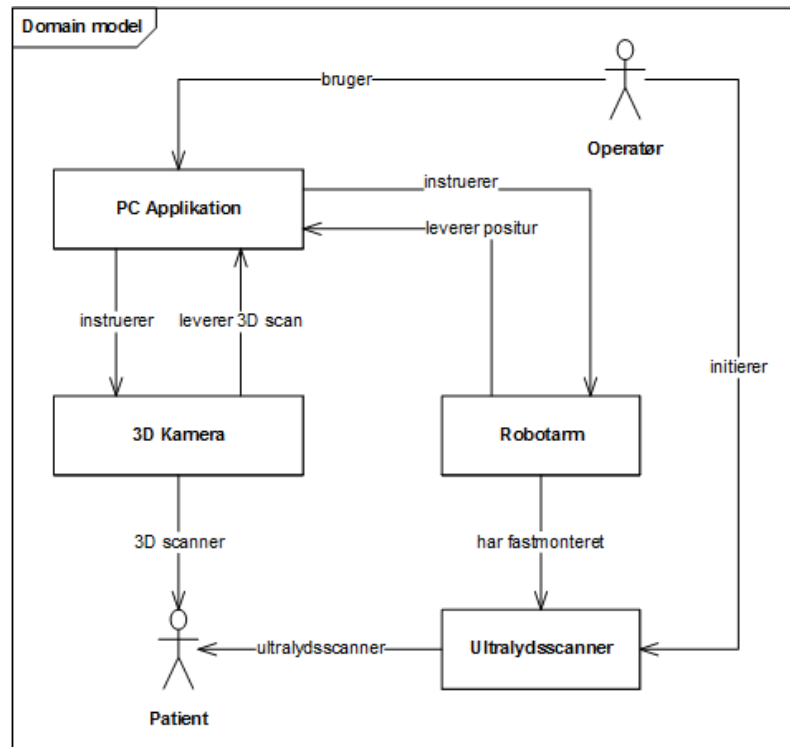 Domain model
bruger
Operatør
PC Applikation
instruerer
leverer positur
instruerer
leverer 3D scan
initierer
3D Kamera
Robotarm
3D scanner
har fastmonteret
ultralydsscanner
Ultralydsscanner
Patient